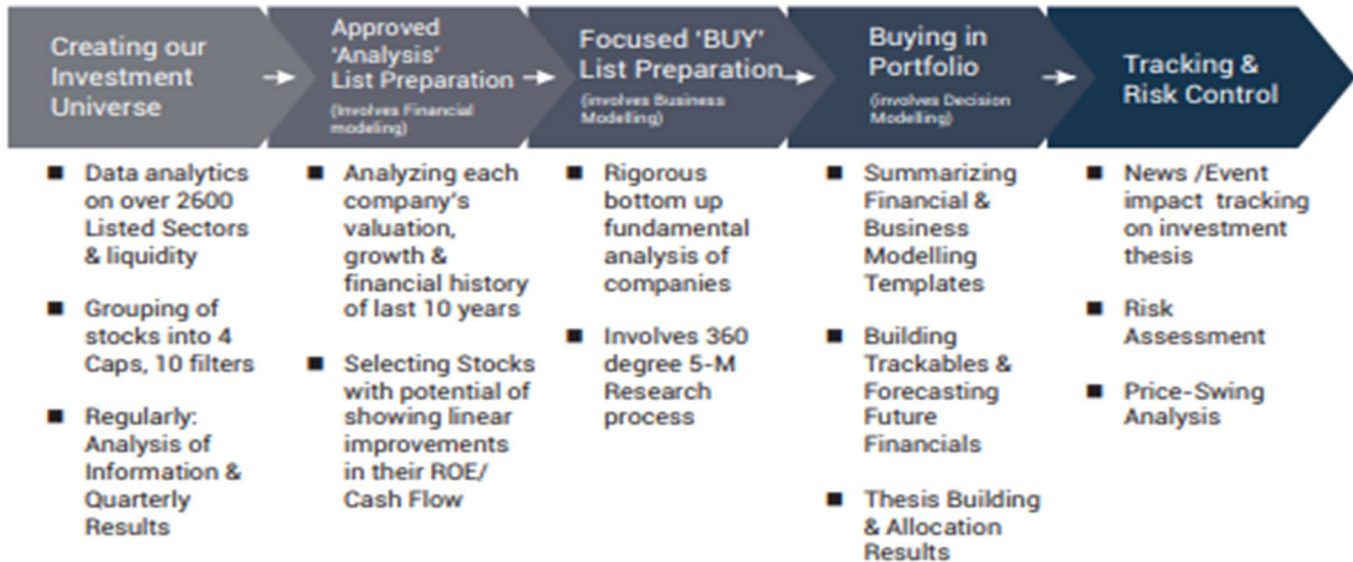 Creating our
Investment
Universe
Approved
'Analysis'
List Preparation
(Involves Financial
modeling)
Focused 'BUY'
List Preparation
(involves Business
Modelling)
Buying in
Portfolio
(involves Decision
Modelling)
Tracking &
Risk Control
■ Data analytics
on over 2600
Listed Sectors
& liquidity
■ Grouping of
stocks into 4
Caps, 10 filters
■ Regularly:
Analysis of
Information &
Quarterly
Results
■ Analyzing each
company's
valuation,
growth &
financial history
of last 10 years
■ Selecting Stocks
with potential of
showing linear
improvements
in their ROE/
Cash Flow
■ Rigorous
bottom up
fundamental
analysis of
companies
■ Involves 360
degree 5-M
Research
process
■ Summarizing
Financial &
Business
Modelling
Templates
■ Building
Trackables &
Forecasting
Future
Financials
■ Thesis Building
& Allocation
Results
■ News /Event
impact tracking
on investment
thesis
■ Risk
Assessment
■ Price-Swing
Analysis